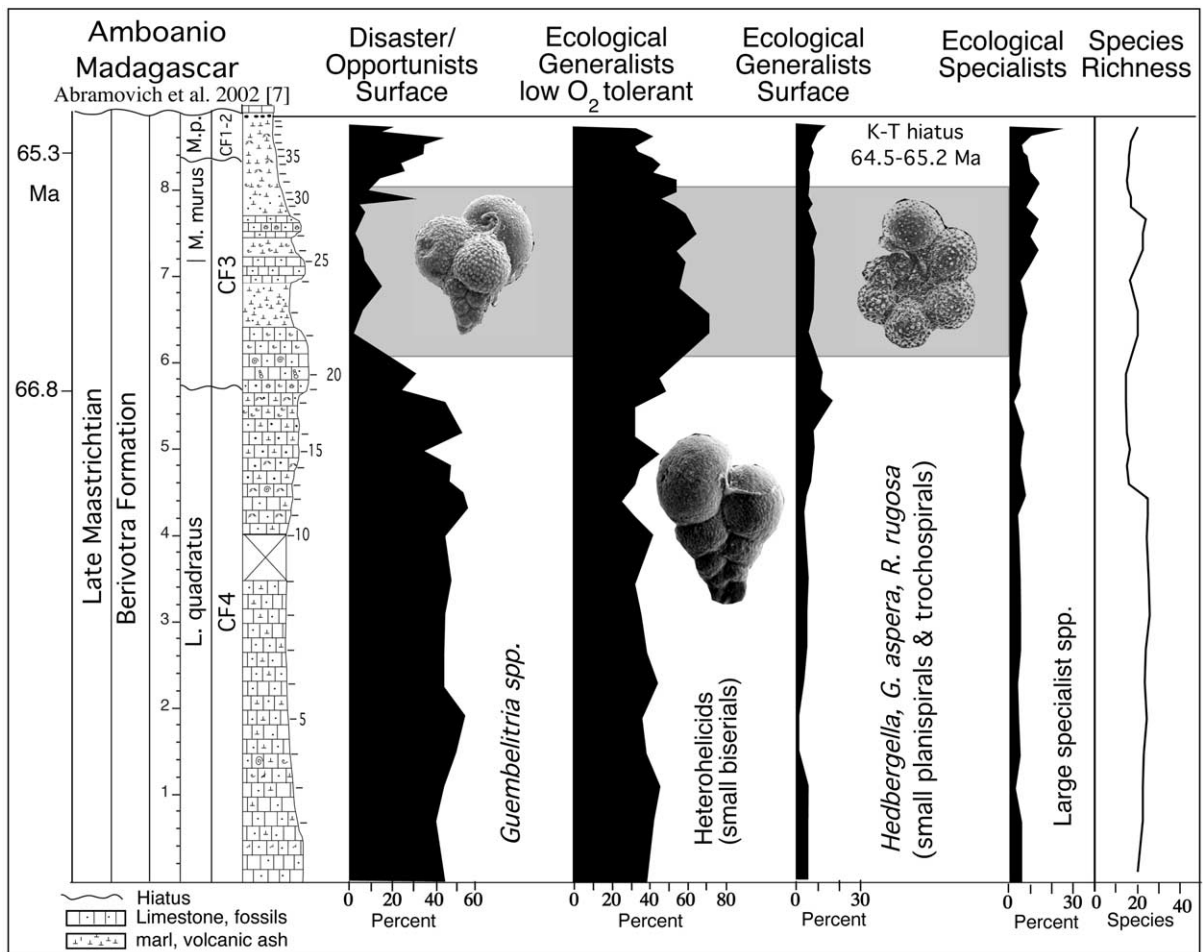 Amboanio
Madagascar
Abramovich et al. 2002 [7]
Disaster/
Opportunists
Surface
Ecological
Generalists
low O2 tolerant
Ecological
Generalists
Surface
Ecological
Specialists
Species
Richness
65.3
Ma
66.8
Late Maastrichtian
Berivotra Formation
8
7
6
5
4
3
2
1
M.p.
M. murus
L. quadratus
CF1-2
CF3
CF4
35
30
25
20
15
10
5
K-T hiatus
64.5-65.2 Ma
Guembelitria spp.
Heterohelicids
(small biserials)
Hedbergella, G. aspera, R. rugosa
(small planispirals & trochospirals)
Large specialist spp.
0 20 40 60
Percent
0 20 40 60 80 100
Percent
0 30
Percent
0 30
Percent
0 20 40
Species
Hiatus
Limestone, fossils
marl, volcanic ash